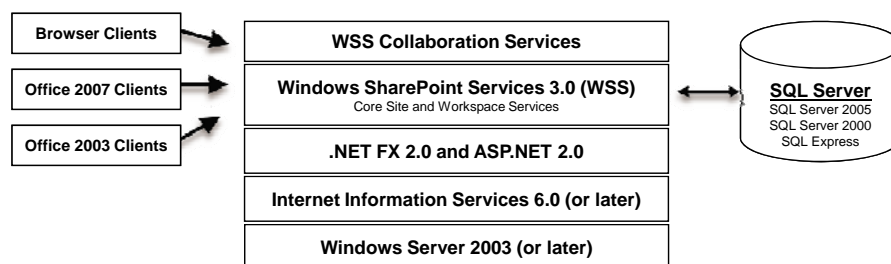 Browser Clients
Office 2007 Clients
Office 2003 Clients
WSS Collaboration Services
Windows SharePoint Services 3.0 (WSS)
Core Site and Workspace Services
.NET FX 2.0 and ASP.NET 2.0
Internet Information Services 6.0 (or later)
Windows Server 2003 (or later)
SQL Server
SQL Server 2005
SQL Server 2000
SQL Express